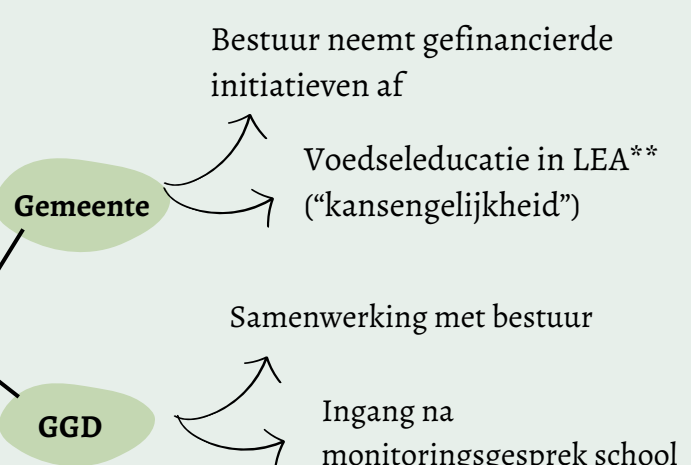 Bestuur neemt gefinancierde
initiatieven af
Voedseleducatie in LEA**
(“kansengelijkheid”)
Gemeente
Samenwerking met bestuur
Ingang na
monitoringsgesprek school
GGD